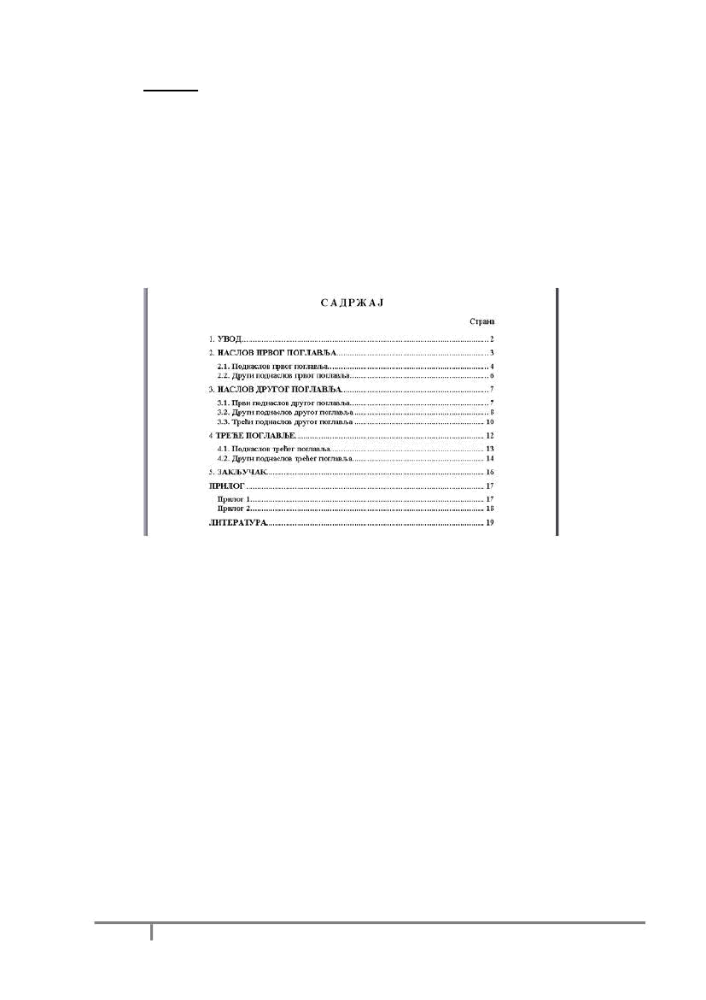 САДРЖАЈ
Страна
1. УВОД 2
2. НАСЛОВ ПРВОГ ПОГЛАВЉА 3
2.1. Поднаслов првог поглавља 4
2.2. Други поднаслов првог поглавља 6
3. НАСЛОВ ДРУГОГ ПОГЛАВЉА 7
3.1. Први поднаслов другог поглавља 7
3.2. Други поднаслов другог поглавља 8
3.3. Трећи поднаслов другог поглавља 10
4 ТРЕЋЕ ПОГЛАВЉЕ 12
4.1. Поднаслов трећег поглавља 13
4.2. Други поднаслов трећег поглавља 14
5. ЗАКЉУЧАК 16
ПРИЛОГ 17
Прилог 1 17
Прилог 2 18
ЛИТЕРАТУРА 19